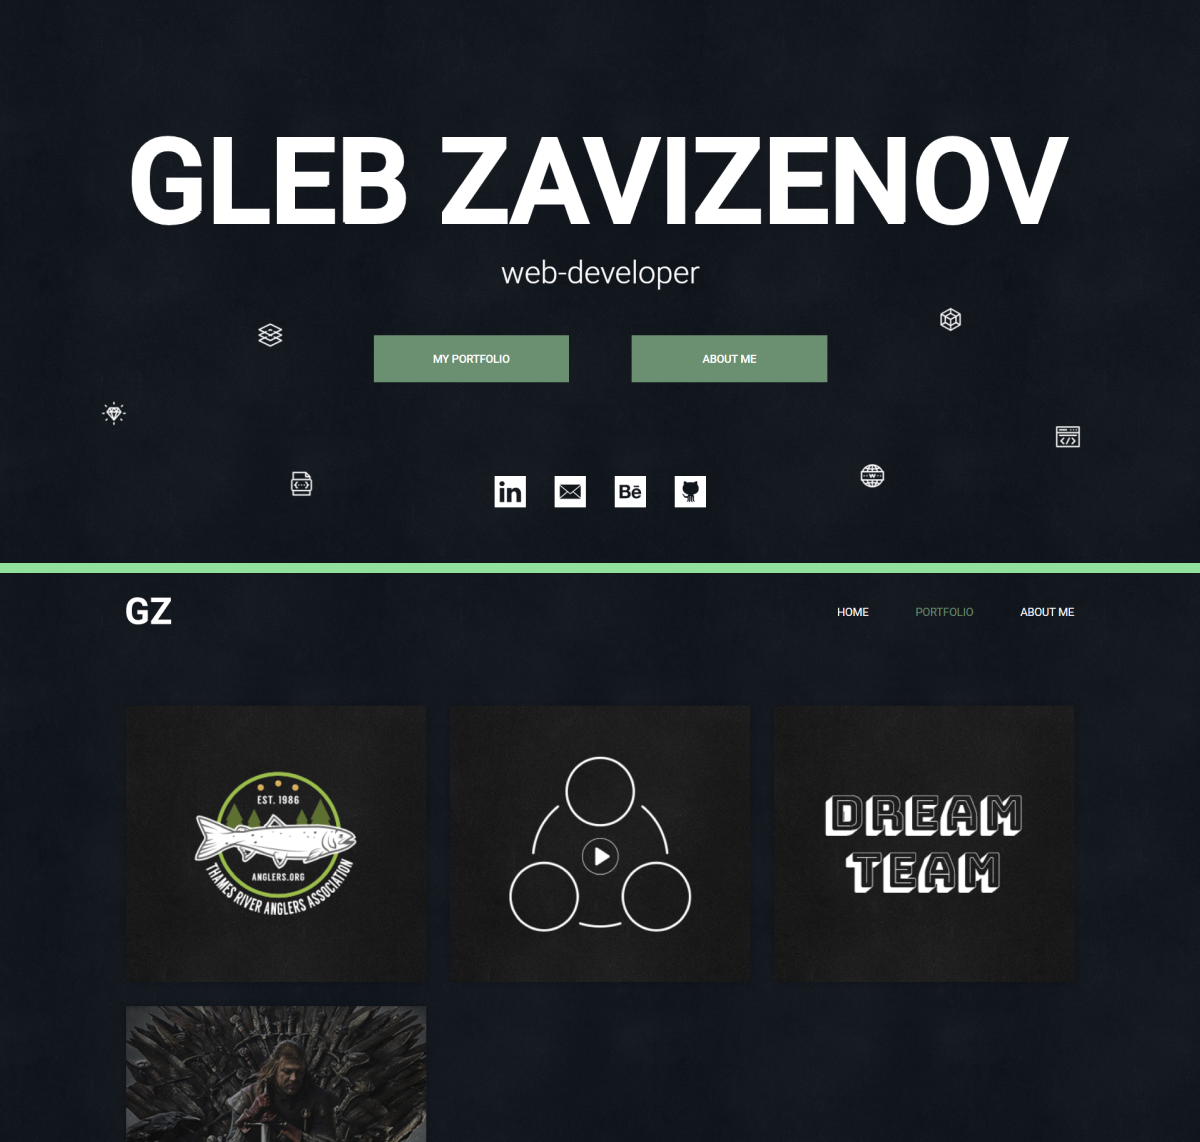 GLEB ZAVIZENOV
web-developer
MY PORTFOLIO
ABOUT ME
</>
<··>
W
in
Bē
GZ
HOME
PORTFOLIO
ABOUT ME
EST. 1986
ANGLERS.ORG
THAMES RIVER ANGLERS ASSOCIATION
DREAM
TEAM